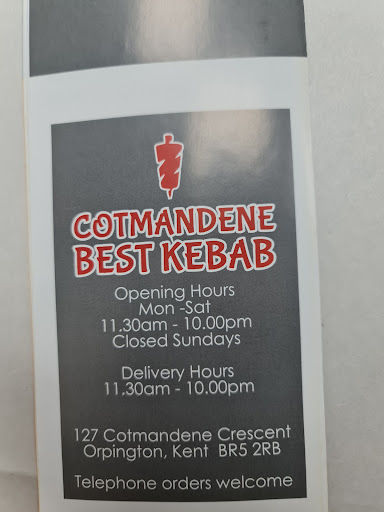 COTMANDENE
BEST KEBAB
Opening Hours
Mon -Sat
11.30am - 10.00pm
Closed Sundays
Delivery Hours
11.30am - 10.00pm
127 Cotmandene Crescent
Orpington, Kent BR5 2RB
Telephone orders welcome